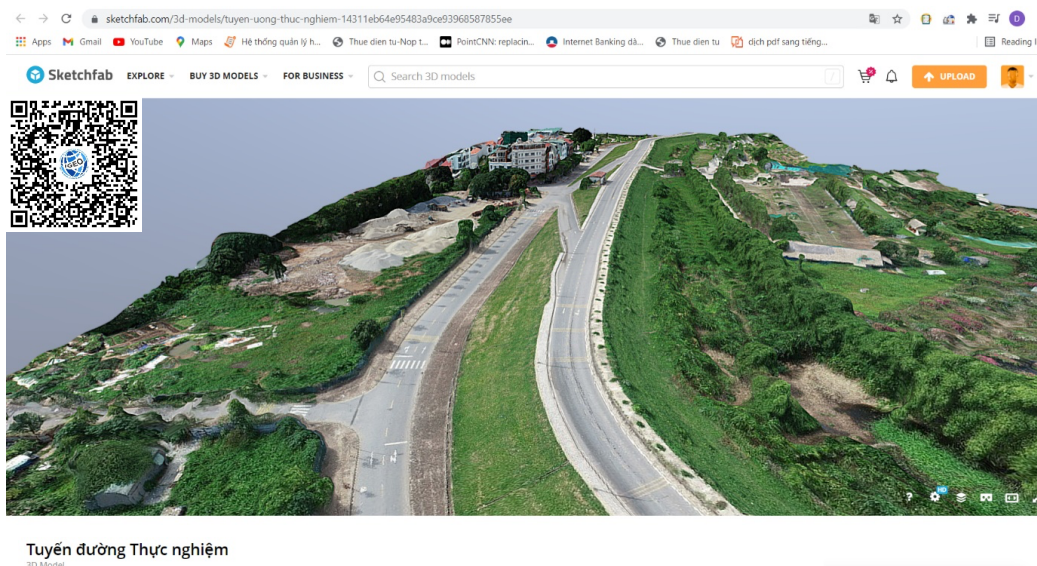 sketchfab.com/3d-models/tuyen-uong-thuc-nghiem-14311eb64e95483a9ce93968587855ee
D
Apps Gmail YouTube Maps Hệ thống quản lý h... Thue dien tu-Nop t... PointCNN: replacin... Internet Banking dà... Thue dien tu dịch pdf sang tiếng... Reading l
Sketchfab EXPLORE BUY 3D MODELS FOR BUSINESS Search 3D models / UPLOAD
GEO
? HD
Tuyến đường Thực nghiệm
3D Model